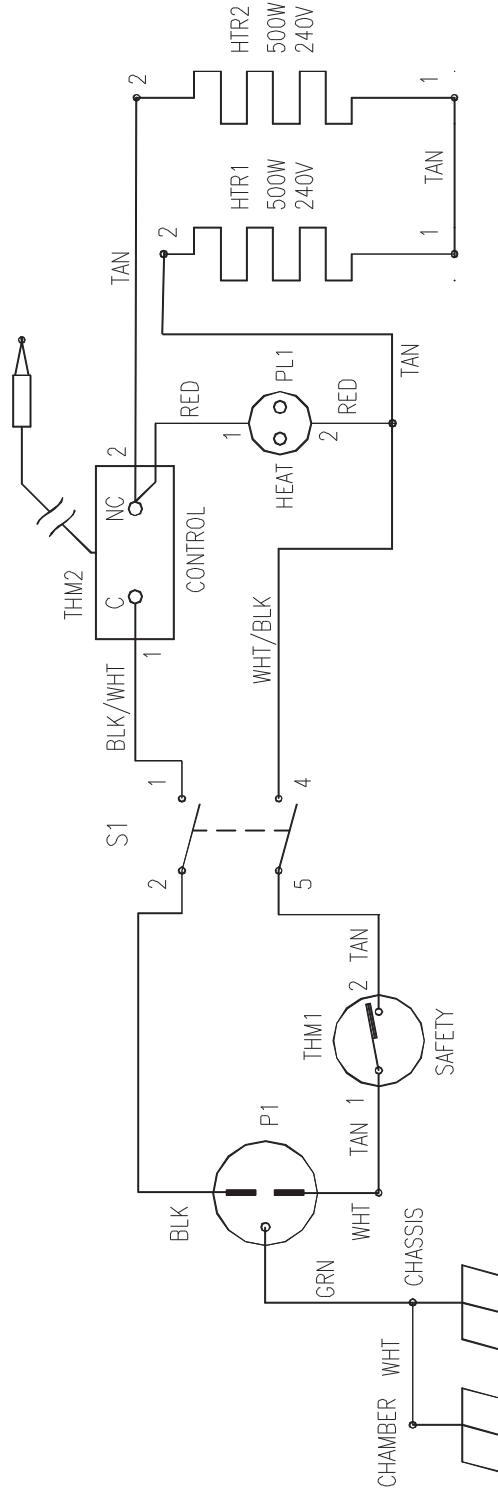 CHAMBER
WHT
CHASSIS
GRN
BLK
P1
WHT
TAN
1
THM1
2
SAFETY
TAN
2
S1
1
5
4
BLK/WHT
WHT/BLK
THM2
1
C
NC
2
CONTROL
RED
1
HEAT
PL1
2
RED
TAN
TAN
2
HTR1
500W
240V
1
TAN
2
HTR2
500W
240V
1